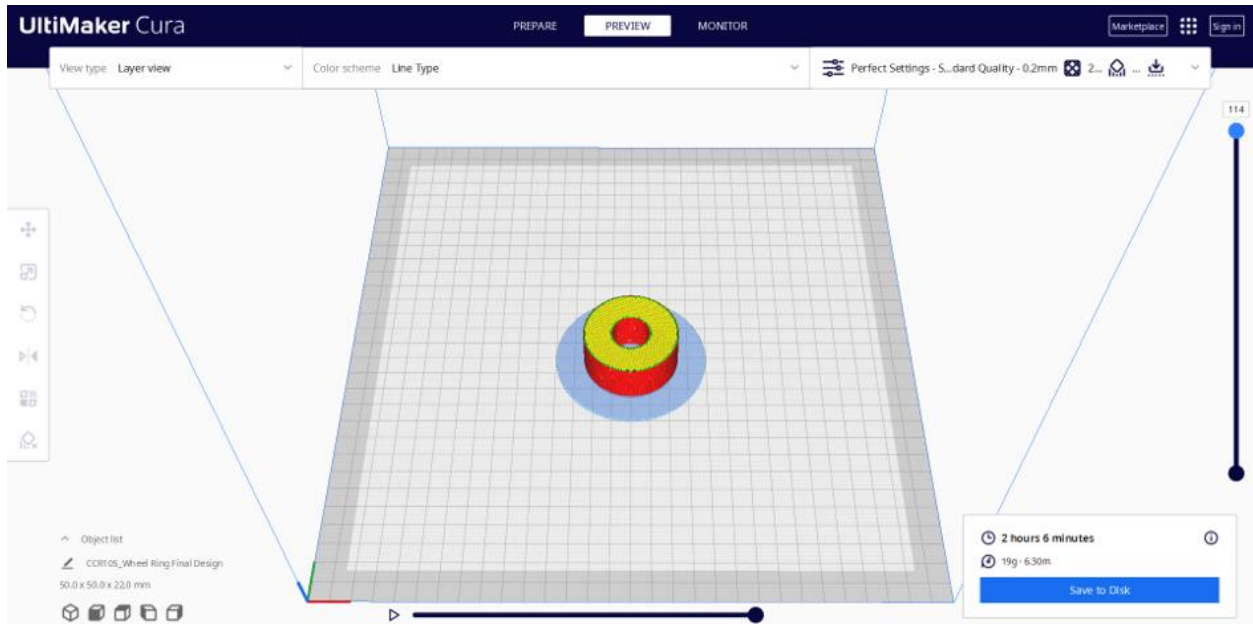 UltiMaker Cura
PREPARE PREVIEW MONITOR
Marketplace Sign in
View type Layer view
Color scheme Line Type
Perfect Settings - S...dard Quality - 0.2mm 2... ...
114
Object list
CCR10S_Wheel Ring Final Design
50.0 x 50.0 x 22.0 mm
2 hours 6 minutes
19g · 6.30m
Save to Disk